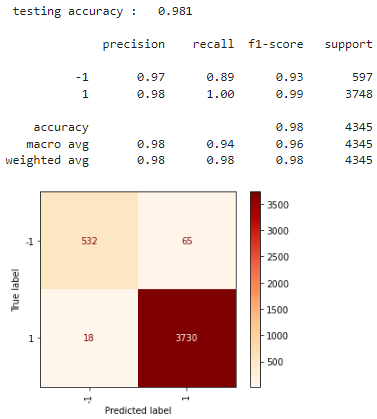 testing accuracy :   0.981
precision    recall  f1-score   support
-1       0.97      0.89      0.93       597
1       0.98      1.00      0.99      3748
accuracy                           0.98      4345
macro avg       0.98      0.94      0.96      4345
weighted avg       0.98      0.98      0.98      4345
3500
3000
-1 532 65
2500
2000
True label
1500
1 18 3730
1000
500
-1 1
Predicted label